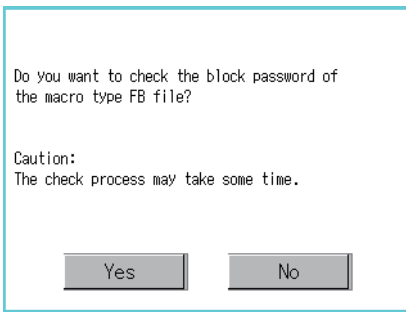 Do you want to check the block password of
the macro type FB file?
Caution:
The check process may take some time.
Yes
No